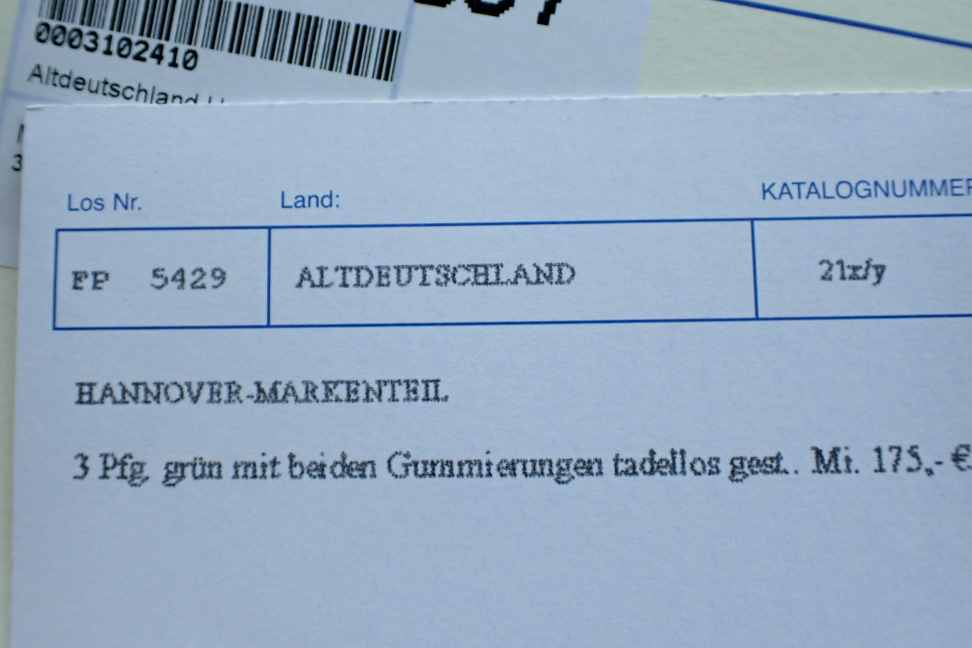 0003102410
Altdeutschland
Los Nr. Land: KATALOGNUMMER
FP 5429 ALTDEUTSCHLAND 21x/y
HANNOVER-MARKENTEIL
3 Pfg. grün mit beiden Gummierungen tadellos gest.. Mi. 175,- €